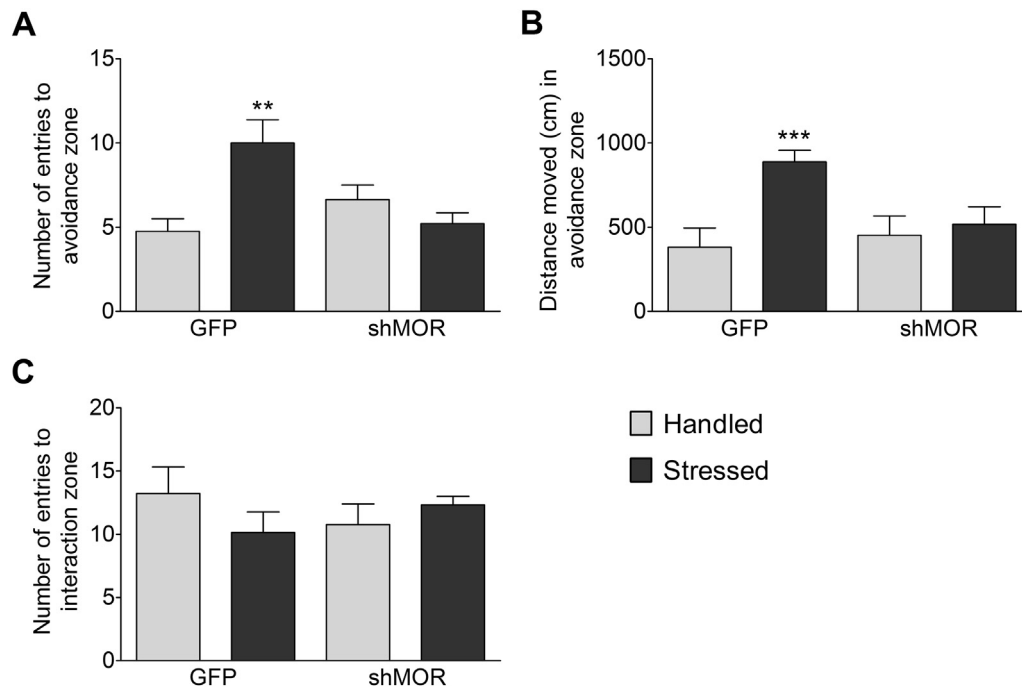 A
Number of entries to
avoidance zone
15
10
5
0
**
GFP
shMOR
B
Distance moved (cm) in
avoidance zone
1500
1000
500
0
***
GFP
shMOR
C
Number of entries to
interaction zone
20
15
10
5
0
GFP
shMOR
Handled
Stressed